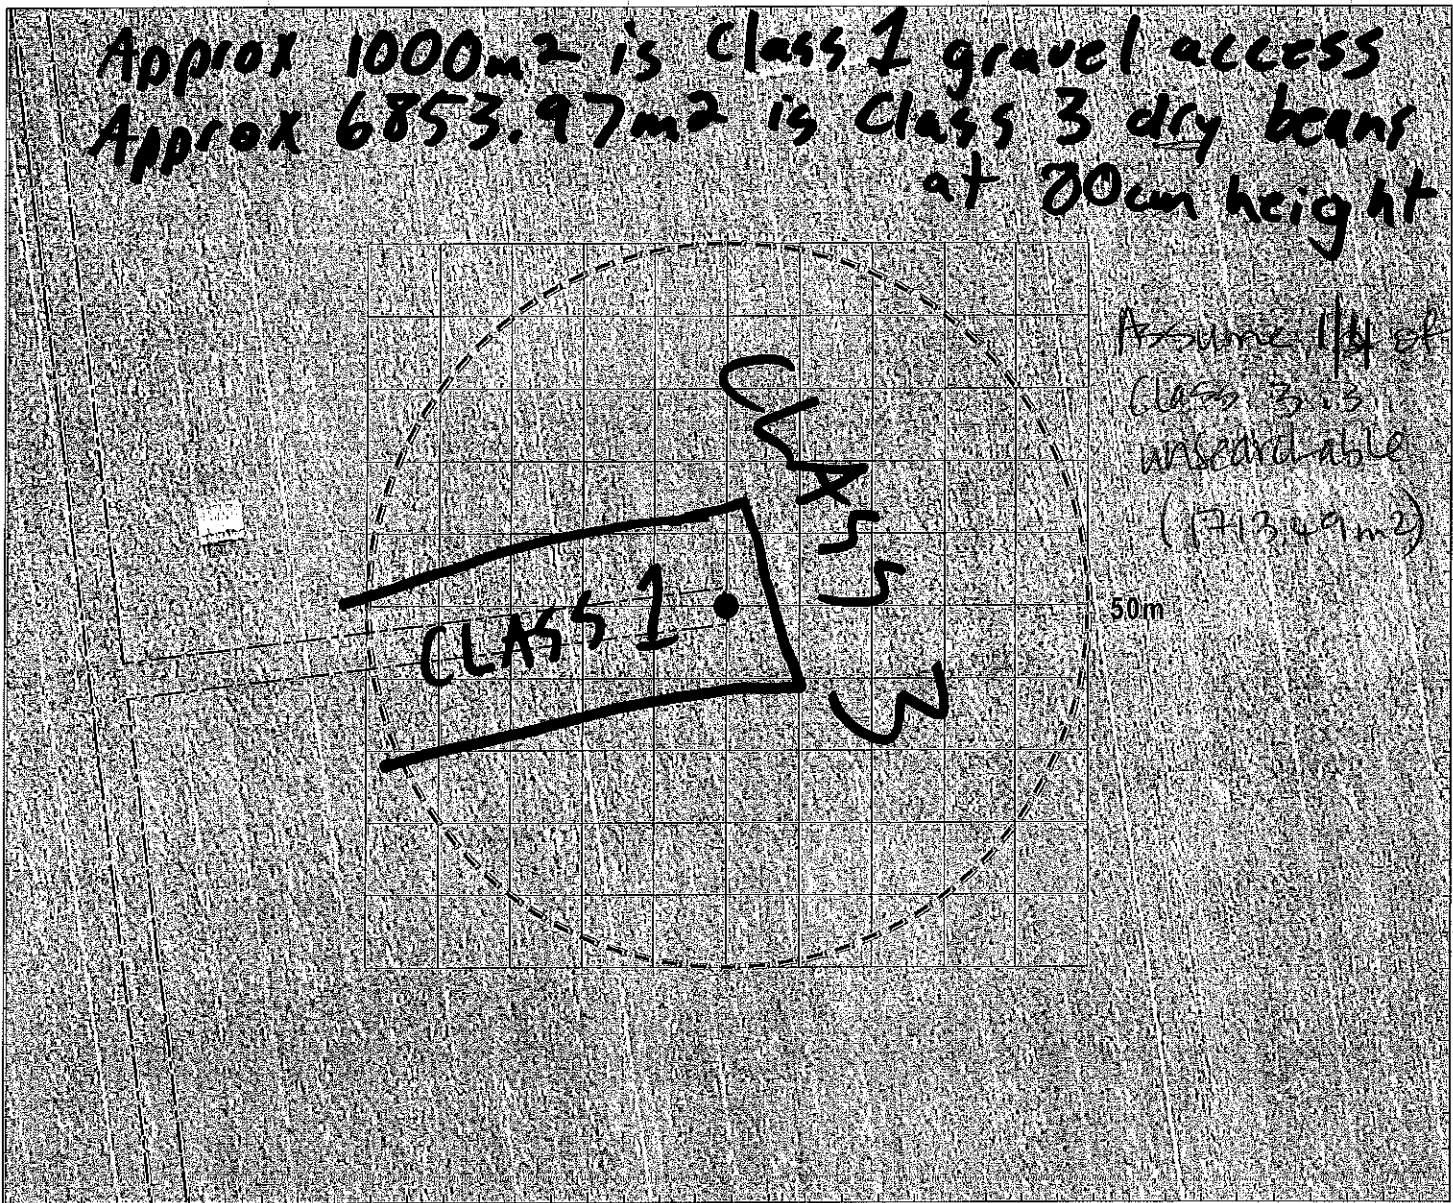 Approx 1000m² is Class 1 gravel access
Approx 6853.97m² is Class 3 dry beans
at 30cm height
Assume 1/4 of
Class 3 is
unsearchable
(1713.49m²)
CLASS 3
CLASS 1
50m